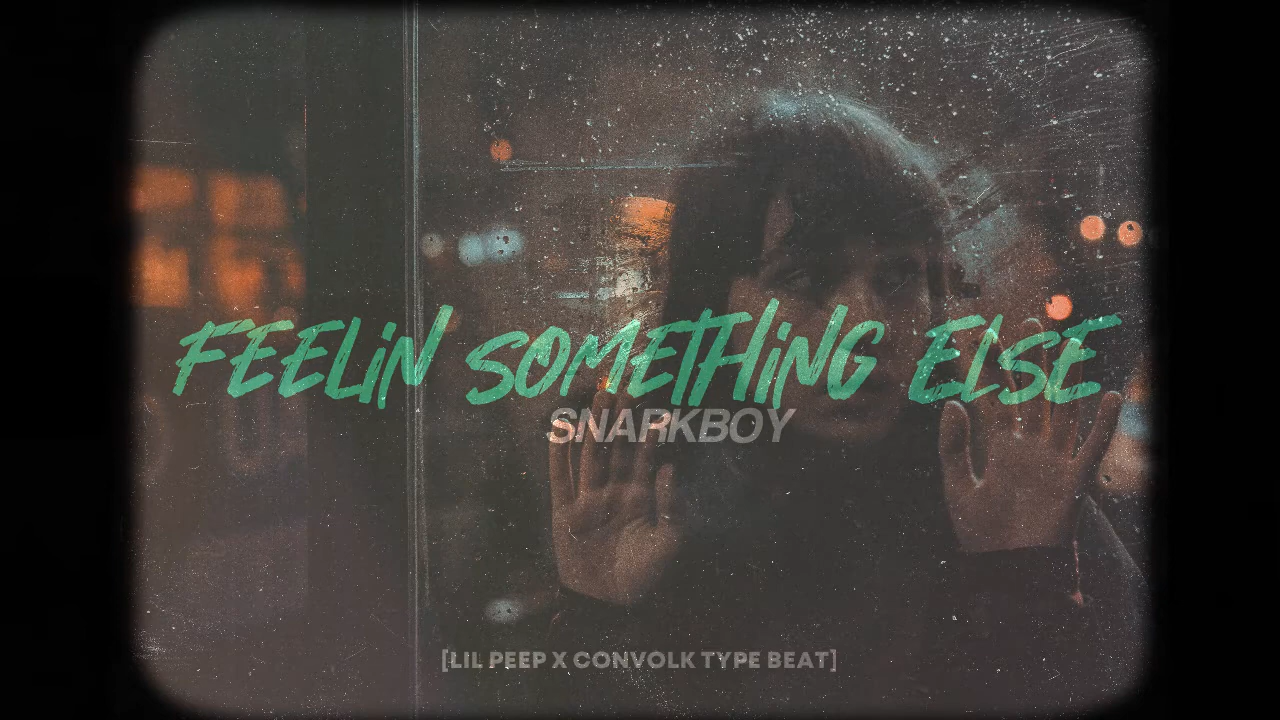 FEELiN SOMETHiNG ELSE
SNARKBOY
[LIL PEEP X CONVOLK TYPE BEAT]